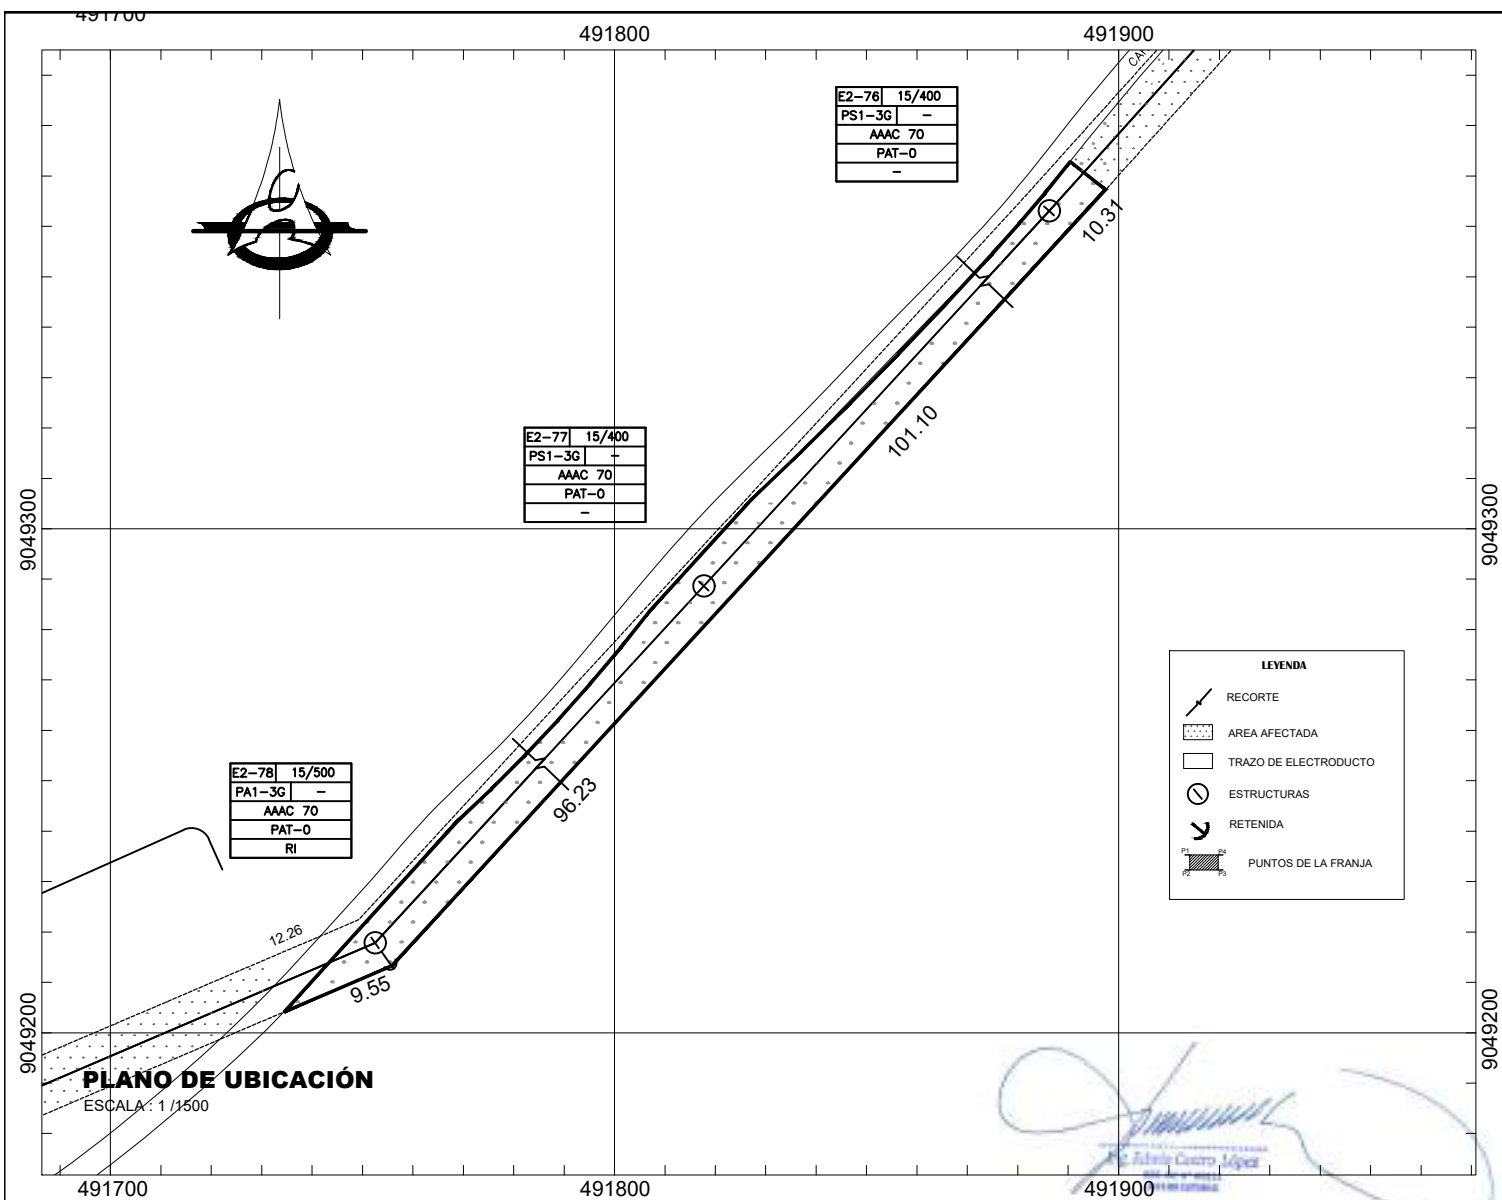 491700
491800
491900
CAR
E2-76 15/400
PS1-3G -
AAAC 70
PAT-0
-
10.31
101.10
E2-77 15/400
PS1-3G -
AAAC 70
PAT-0
-
9049300
9049300
LEYENDA
RECORTE
AREA AFECTADA
TRAZO DE ELECTRODUCTO
ESTRUCTURAS
RETENIDA
P1 P4
P2 P3
PUNTOS DE LA FRANJA
E2-78 15/500
PA1-3G -
AAAC 70
PAT-0
RI
96.23
12.26
9.55
9049200
9049200
PLANO DE UBICACIÓN
ESCALA : 1 /1500
Castro López
491700
491800
491900